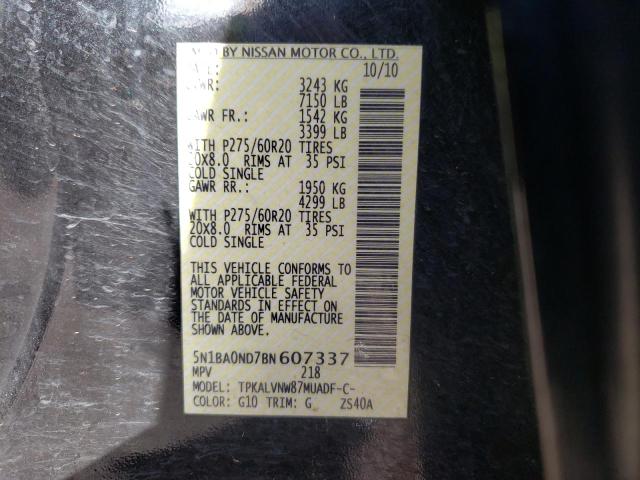 BY NISSAN MOTOR CO., LTD.
10/10
3243 KG
7150 LB
GAWR FR.: 1542 KG
3399 LB
WITH P275/60R20 TIRES
20X8.0 RIMS AT 35 PSI
COLD SINGLE
GAWR RR.: 1950 KG
4299 LB
WITH P275/60R20 TIRES
20X8.0 RIMS AT 35 PSI
COLD SINGLE
THIS VEHICLE CONFORMS TO
ALL APPLICABLE FEDERAL
MOTOR VEHICLE SAFETY
STANDARDS IN EFFECT ON
THE DATE OF MANUFACTURE
SHOWN ABOVE.
5N1BA0ND7BN607337
MPV 218
MODEL: TPKALVNW87MUADF-C-
COLOR: G10 TRIM: G ZS40A